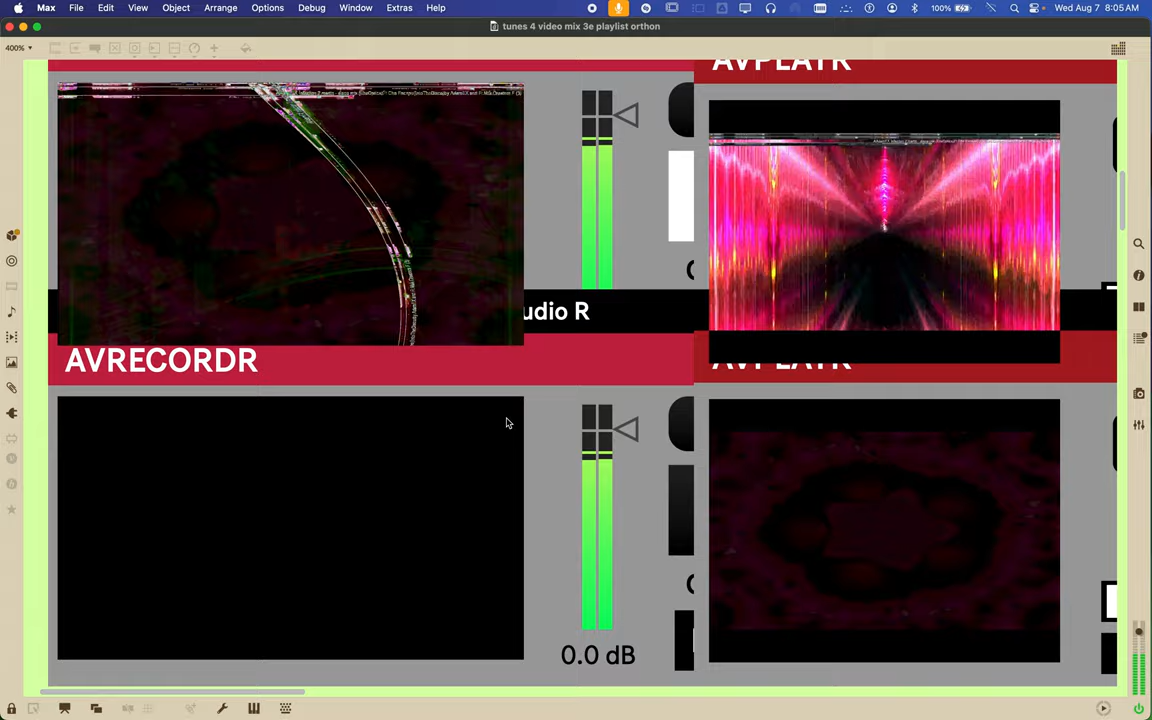 Max File Edit View Object Arrange Options Debug Window Extras Help
100% Wed Aug 7 8:05 AM
tunes 4 video mix 3e playlist orthon
400%
AVPLAYR
udio R
AVRECORDR
AVPLAYR
0.0 dB